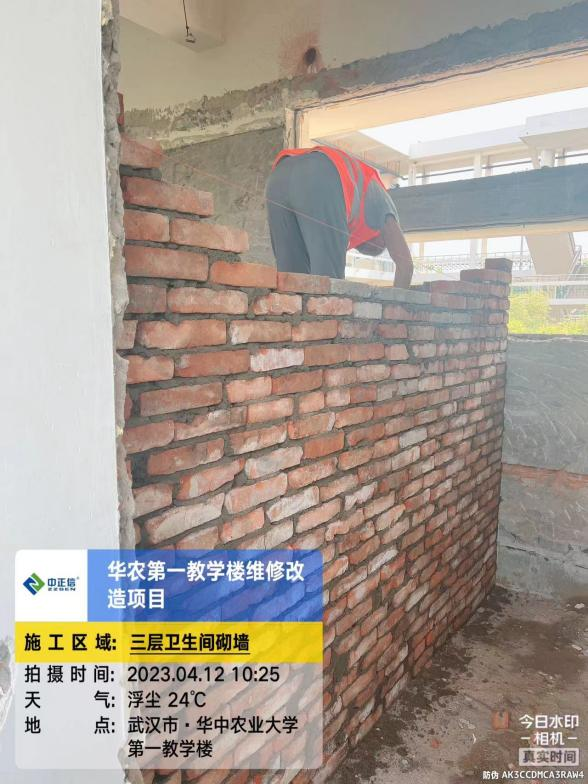 中正信
ZZSEN
华农第一教学楼维修改
造项目
施工区域: 三层卫生间砌墙
拍摄时间: 2023.04.12 10:25
天气: 浮尘 24℃
地点: 武汉市·华中农业大学
第一教学楼
今日水印
-相机-
真实时间
防伪 AK3CCDMCA3RAW4